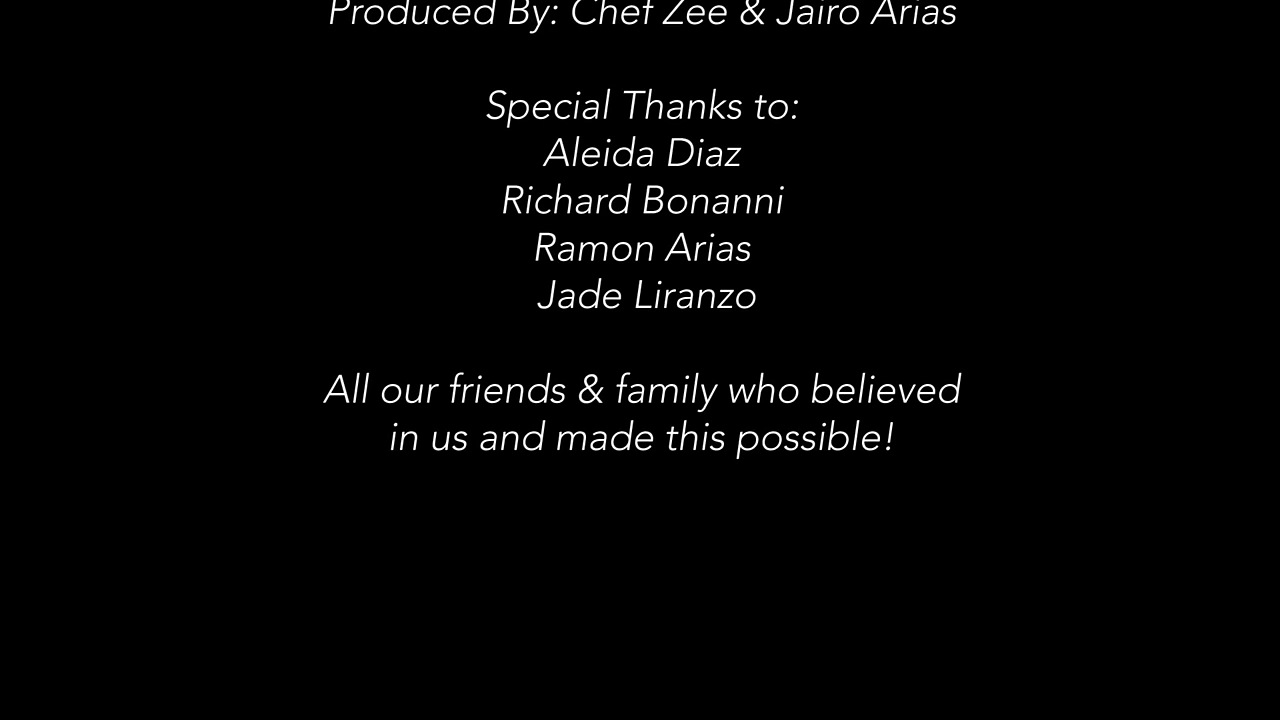 Produced By: Chef Zee & Jairo Arias
Special Thanks to:
Aleida Diaz
Richard Bonanni
Ramon Arias
Jade Liranzo
All our friends & family who believed
in us and made this possible!